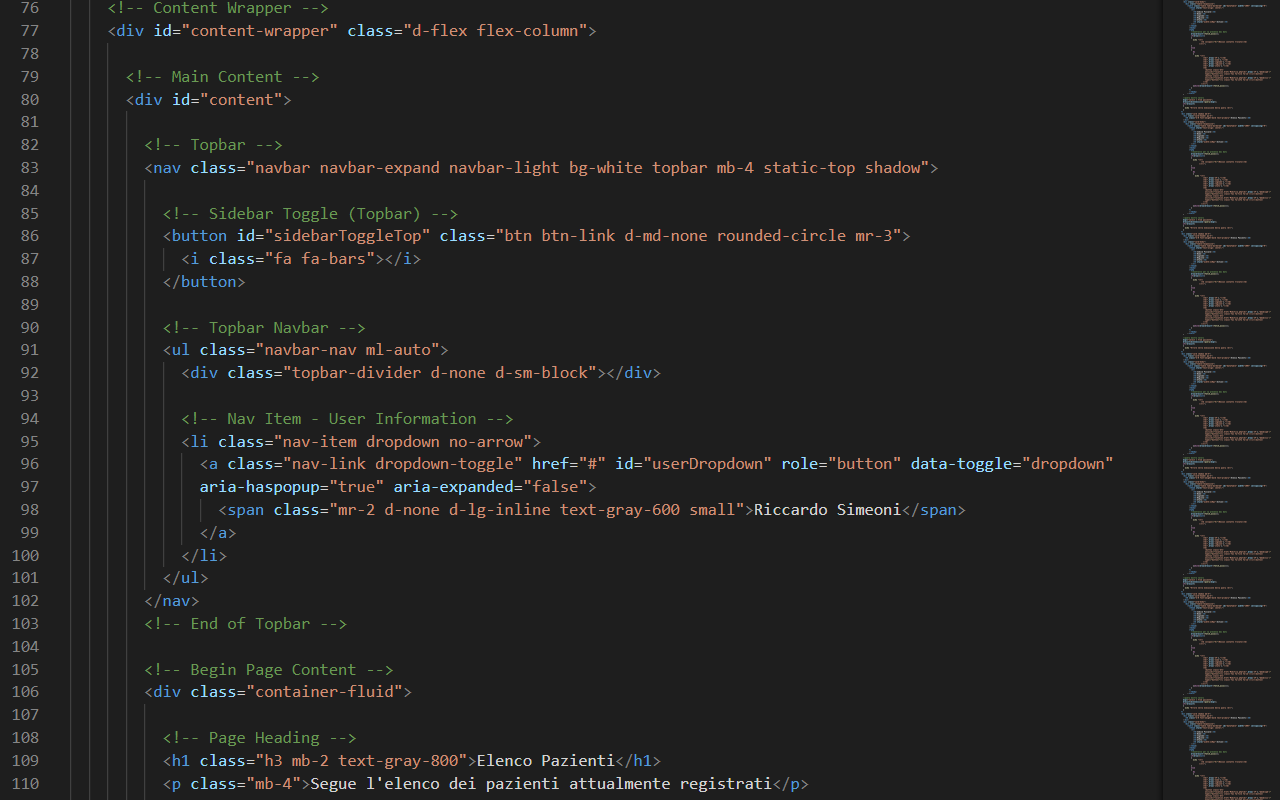 76 <!-- Content Wrapper -->
77 <div id="content-wrapper" class="d-flex flex-column">
78
79 <!-- Main Content -->
80 <div id="content">
81
82 <!-- Topbar -->
83 <nav class="navbar navbar-expand navbar-light bg-white topbar mb-4 static-top shadow">
84
85 <!-- Sidebar Toggle (Topbar) -->
86 <button id="sidebarToggleTop" class="btn btn-link d-md-none rounded-circle mr-3">
87 <i class="fa fa-bars"></i>
88 </button>
89
90 <!-- Topbar Navbar -->
91 <ul class="navbar-nav ml-auto">
92 <div class="topbar-divider d-none d-sm-block"></div>
93
94 <!-- Nav Item - User Information -->
95 <li class="nav-item dropdown no-arrow">
96 <a class="nav-link dropdown-toggle" href="#" id="userDropdown" role="button" data-toggle="dropdown"
97 aria-haspopup="true" aria-expanded="false">
98 <span class="mr-2 d-none d-lg-inline text-gray-600 small">Riccardo Simeoni</span>
99 </a>
100 </li>
101 </ul>
102 </nav>
103 <!-- End of Topbar -->
104
105 <!-- Begin Page Content -->
106 <div class="container-fluid">
107
108 <!-- Page Heading -->
109 <h1 class="h3 mb-2 text-gray-800">Elenco Pazienti</h1>
110 <p class="mb-4">Segue l'elenco dei pazienti attualmente registrati</p>